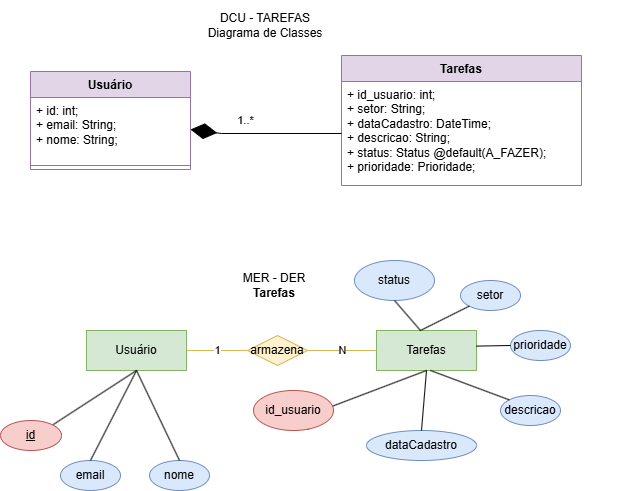 DCU - TAREFAS
Diagrama de Classes
Usuário
+ id: int;
+ email: String;
+ nome: String;
1..*
Tarefas
+ id_usuario: int;
+ setor: String;
+ dataCadastro: DateTime;
+ descricao: String;
+ status: Status @default(A_FAZER);
+ prioridade: Prioridade;
MER - DER
Tarefas
status
setor
Usuário
1
armazena
N
Tarefas
prioridade
id
email
nome
id_usuario
dataCadastro
descricao